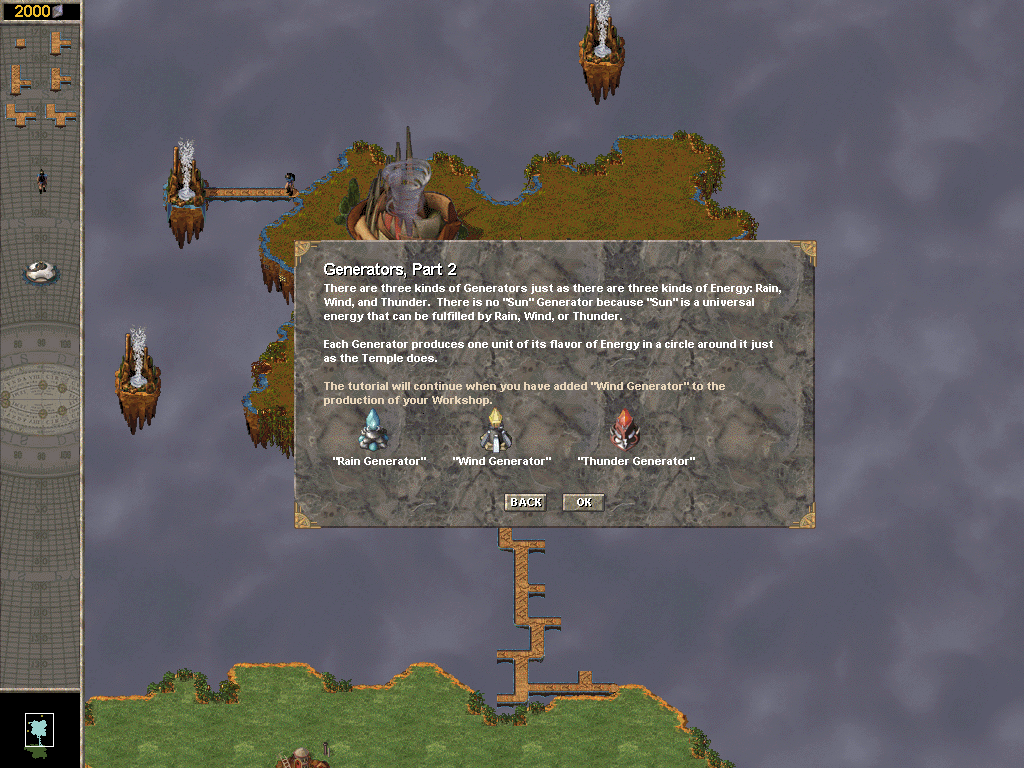 2000
Generators, Part 2
There are three kinds of Generators just as there are three kinds of Energy: Rain,
Wind, and Thunder. There is no "Sun" Generator because "Sun" is a universal
energy that can be fulfilled by Rain, Wind, or Thunder.
Each Generator produces one unit of its flavor of Energy in a circle around it just
as the Temple does.
The tutorial will continue when you have added "Wind Generator" to the
production of your Workshop.
"Rain Generator" "Wind Generator" "Thunder Generator"
BACK OK